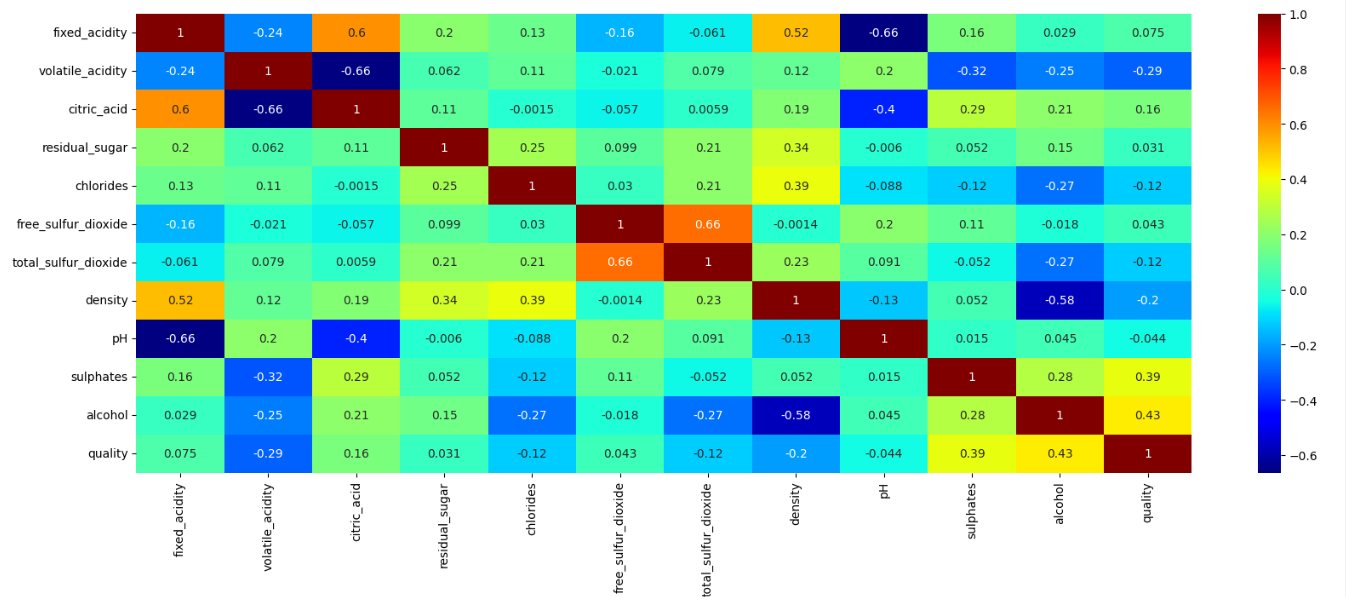 fixed_acidity 1 -0.24 0.6 0.2 0.13 -0.16 -0.061 0.52 -0.66 0.16 0.029 0.075
volatile_acidity -0.24 1 -0.66 0.062 0.11 -0.021 0.079 0.12 0.2 -0.32 -0.25 -0.29
citric_acid 0.6 -0.66 1 0.11 -0.0015 -0.057 0.0059 0.19 -0.4 0.29 0.21 0.16
residual_sugar 0.2 0.062 0.11 1 0.25 0.099 0.21 0.34 -0.006 0.052 0.15 0.031
chlorides 0.13 0.11 -0.0015 0.25 1 0.03 0.21 0.39 -0.088 -0.12 -0.27 -0.12
free_sulfur_dioxide -0.16 -0.021 -0.057 0.099 0.03 1 0.66 -0.0014 0.2 0.11 -0.018 0.043
total_sulfur_dioxide -0.061 0.079 0.0059 0.21 0.21 0.66 1 0.23 0.091 -0.052 -0.27 -0.12
density 0.52 0.12 0.19 0.34 0.39 -0.0014 0.23 1 -0.13 0.052 -0.58 -0.2
pH -0.66 0.2 -0.4 -0.006 -0.088 0.2 0.091 -0.13 1 0.015 0.045 -0.044
sulphates 0.16 -0.32 0.29 0.052 -0.12 0.11 -0.052 0.052 0.015 1 0.28 0.39
alcohol 0.029 -0.25 0.21 0.15 -0.27 -0.018 -0.27 -0.58 0.045 0.28 1 0.43
quality 0.075 -0.29 0.16 0.031 -0.12 0.043 -0.12 -0.2 -0.044 0.39 0.43 1
fixed_acidity
volatile_acidity
citric_acid
residual_sugar
chlorides
free_sulfur_dioxide
total_sulfur_dioxide
density
pH
sulphates
alcohol
quality
1.0
0.8
0.6
0.4
0.2
0.0
−0.2
−0.4
−0.6